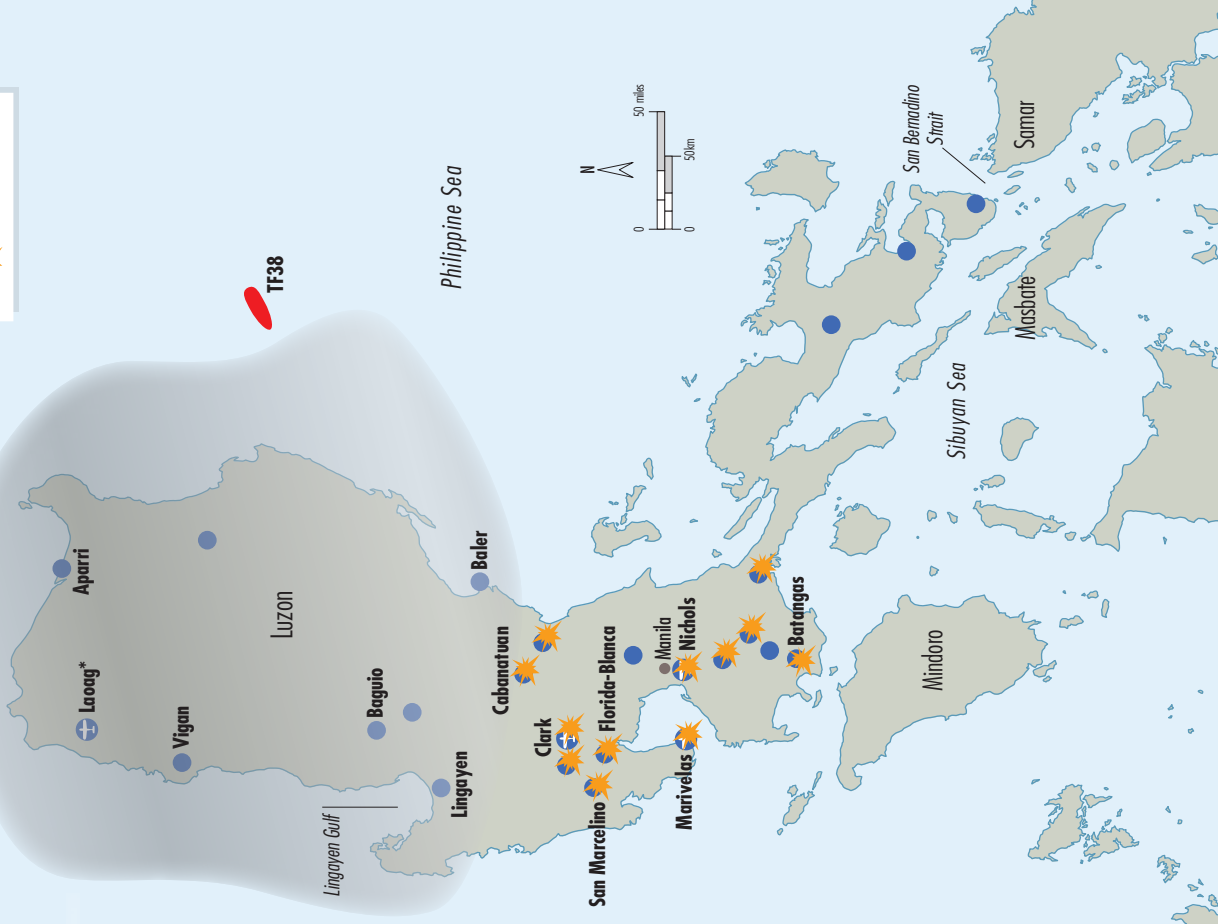 Aparri
Laoag*
Vigan
Luzon
Baguio
Lingayen
Lingayen Gulf
Baler
TF38
Philippine Sea
Cabanatuan
Clark
Florida-Blanca
San Marcelino
Manila
Nichols
Marivelas
Batangas
Mindoro
N
0
50 miles
0
50km
San Bernadino
Strait
Samar
Masbate
Sibuyan Sea